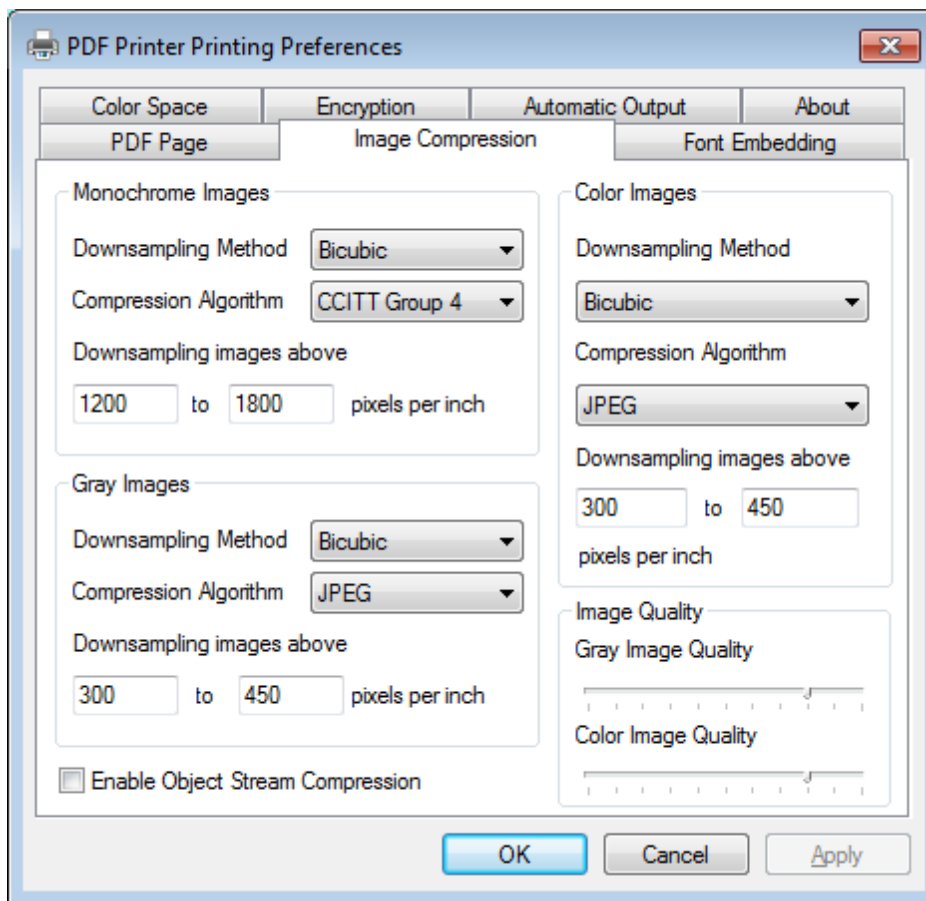 PDF Printer Printing Preferences
Color Space Encryption Automatic Output About
PDF Page Image Compression Font Embedding
Monochrome Images
Downsampling Method Bicubic
Compression Algorithm CCITT Group 4
Downsampling images above
1200 to 1800 pixels per inch
Gray Images
Downsampling Method Bicubic
Compression Algorithm JPEG
Downsampling images above
300 to 450 pixels per inch
Enable Object Stream Compression
Color Images
Downsampling Method
Bicubic
Compression Algorithm
JPEG
Downsampling images above
300 to 450
pixels per inch
Image Quality
Gray Image Quality
Color Image Quality
OK Cancel Apply